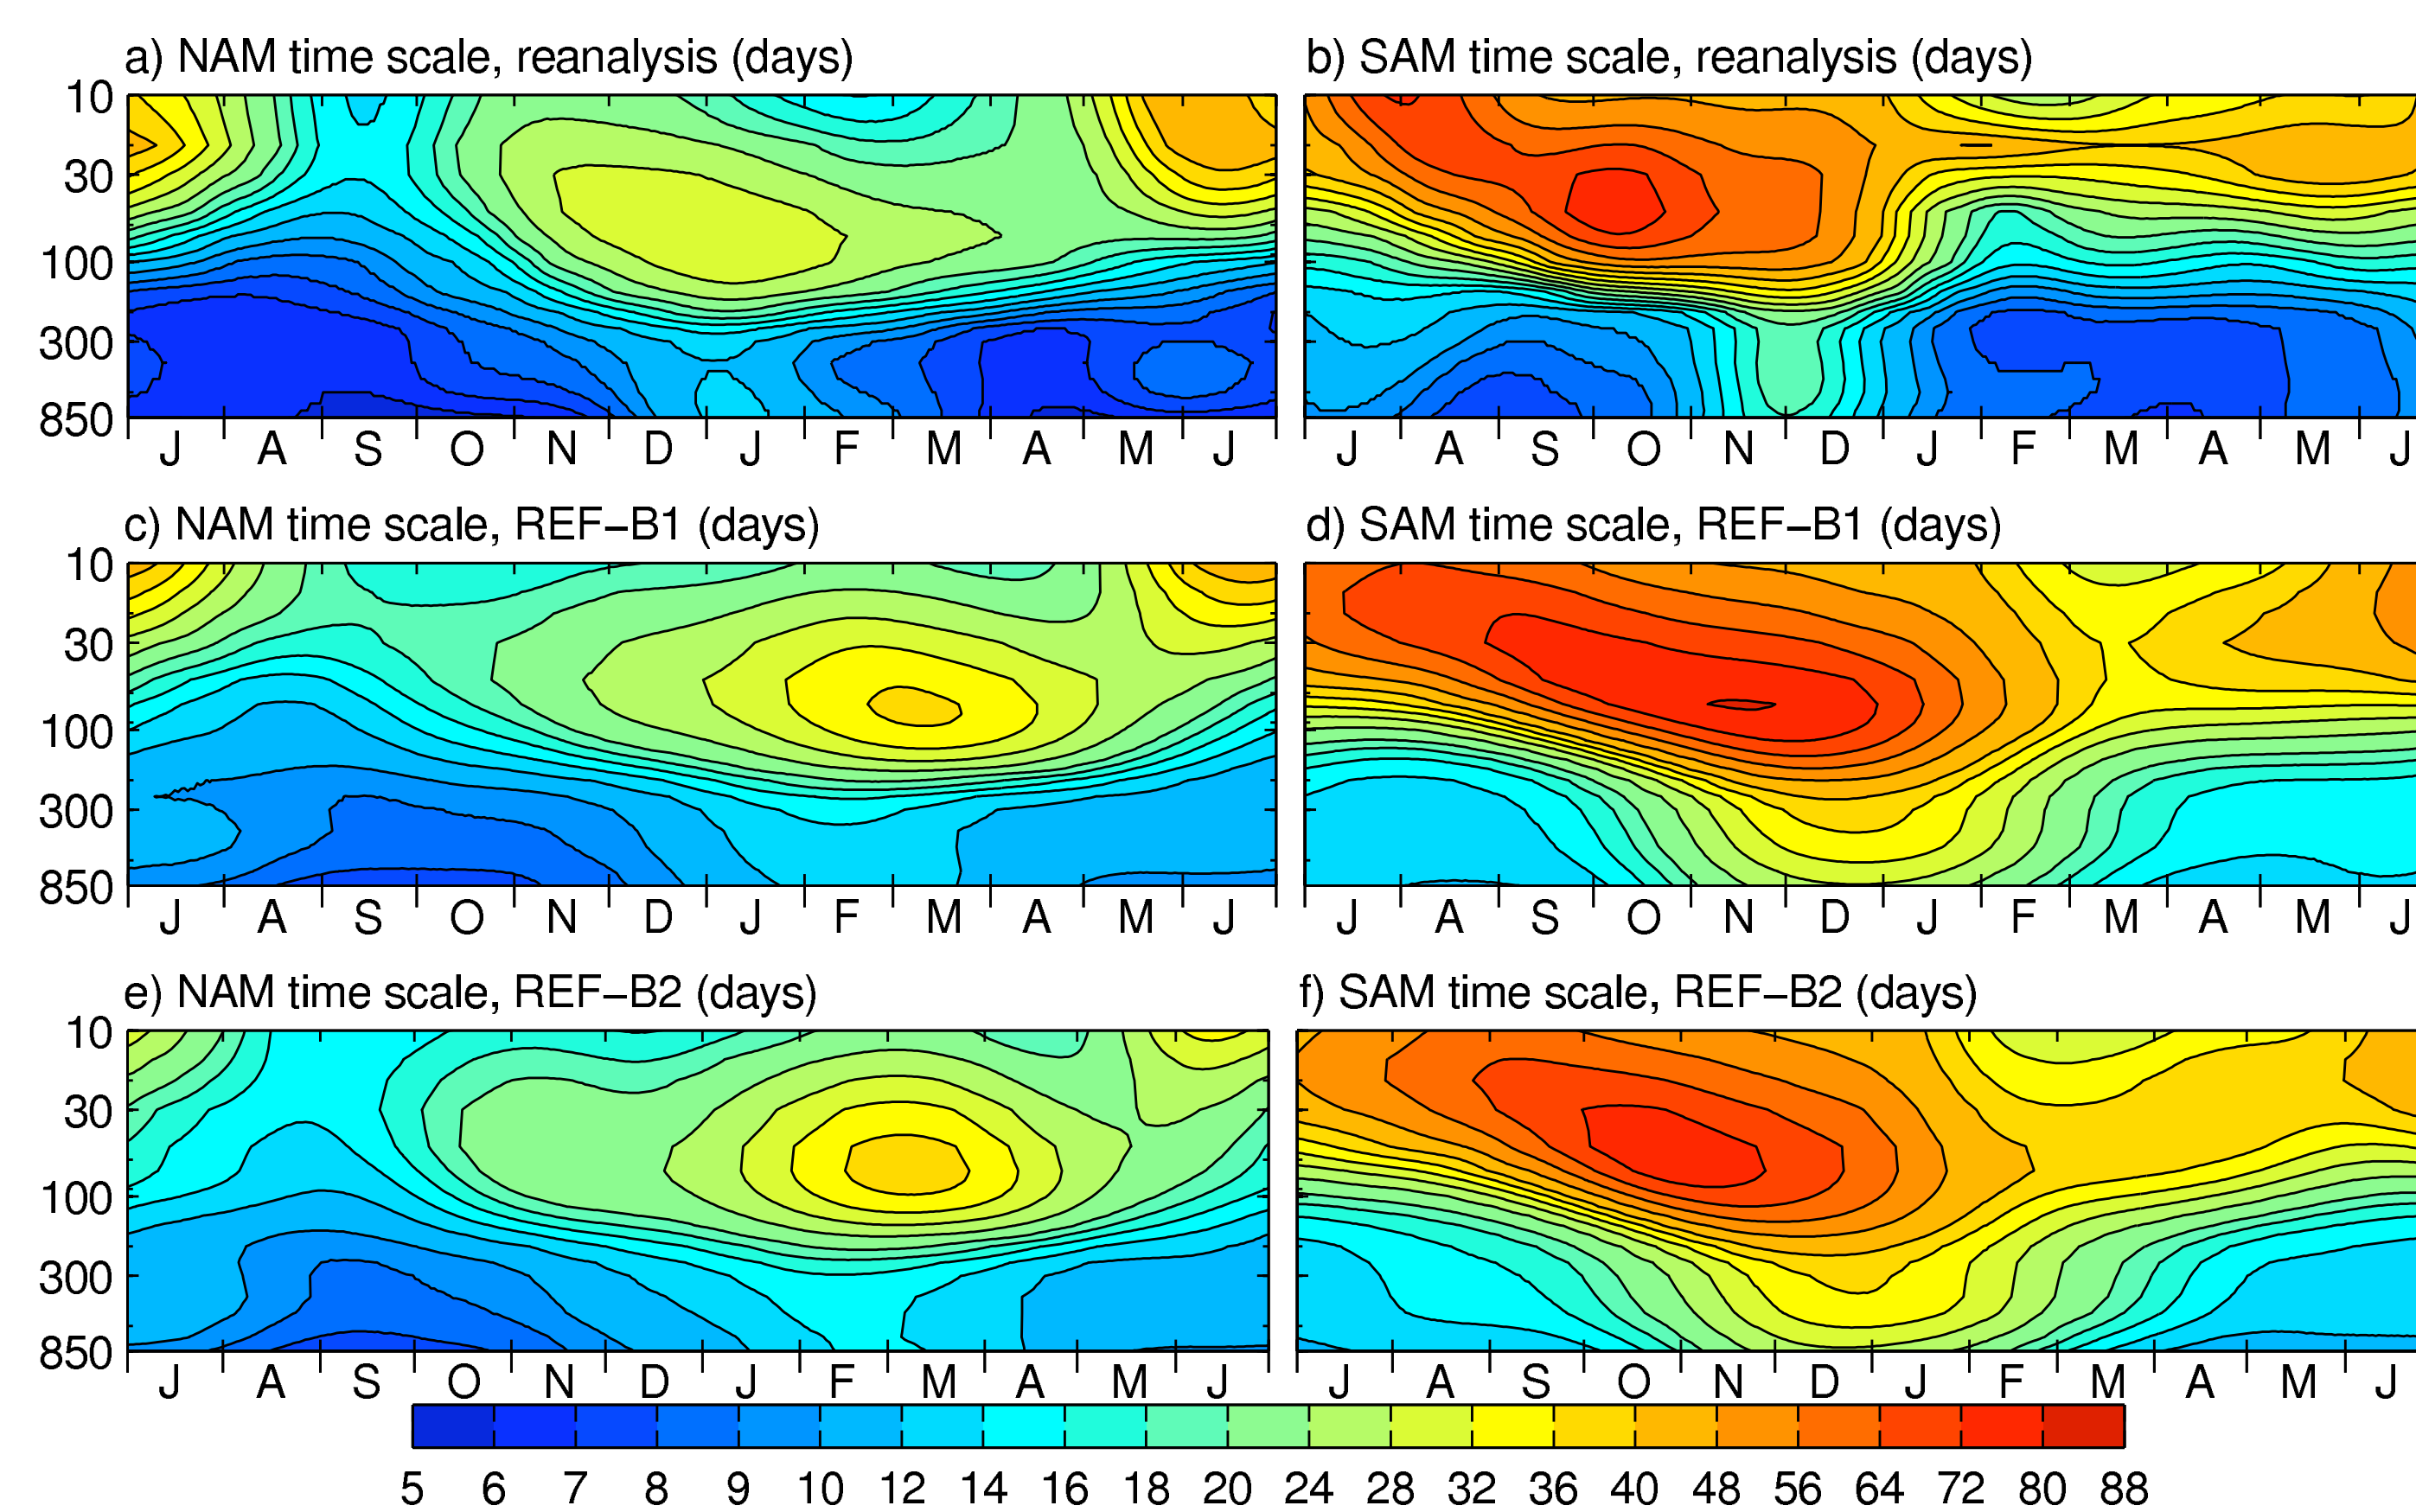 a) NAM time scale, reanalysis (days)
b) SAM time scale, reanalysis (days)
10
30
100
300
850
J A S O N D J F M A M J
J A S O N D J F M A M J
c) NAM time scale, REF−B1 (days)
d) SAM time scale, REF−B1 (days)
10
30
100
300
850
J A S O N D J F M A M J
J A S O N D J F M A M J
e) NAM time scale, REF−B2 (days)
f) SAM time scale, REF−B2 (days)
10
30
100
300
850
J A S O N D J F M A M J
J A S O N D J F M A M J
5 6 7 8 9 10 12 14 16 18 20 24 28 32 36 40 48 56 64 72 80 88